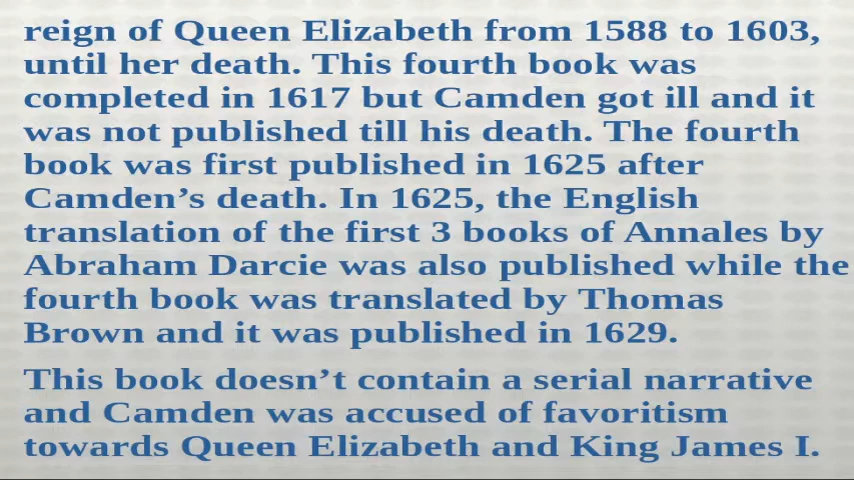 reign of Queen Elizabeth from 1588 to 1603,
until her death. This fourth book was
completed in 1617 but Camden got ill and it
was not published till his death. The fourth
book was first published in 1625 after
Camden’s death. In 1625, the English
translation of the first 3 books of Annales by
Abraham Darcie was also published while the
fourth book was translated by Thomas
Brown and it was published in 1629.
This book doesn’t contain a serial narrative
and Camden was accused of favoritism
towards Queen Elizabeth and King James I.